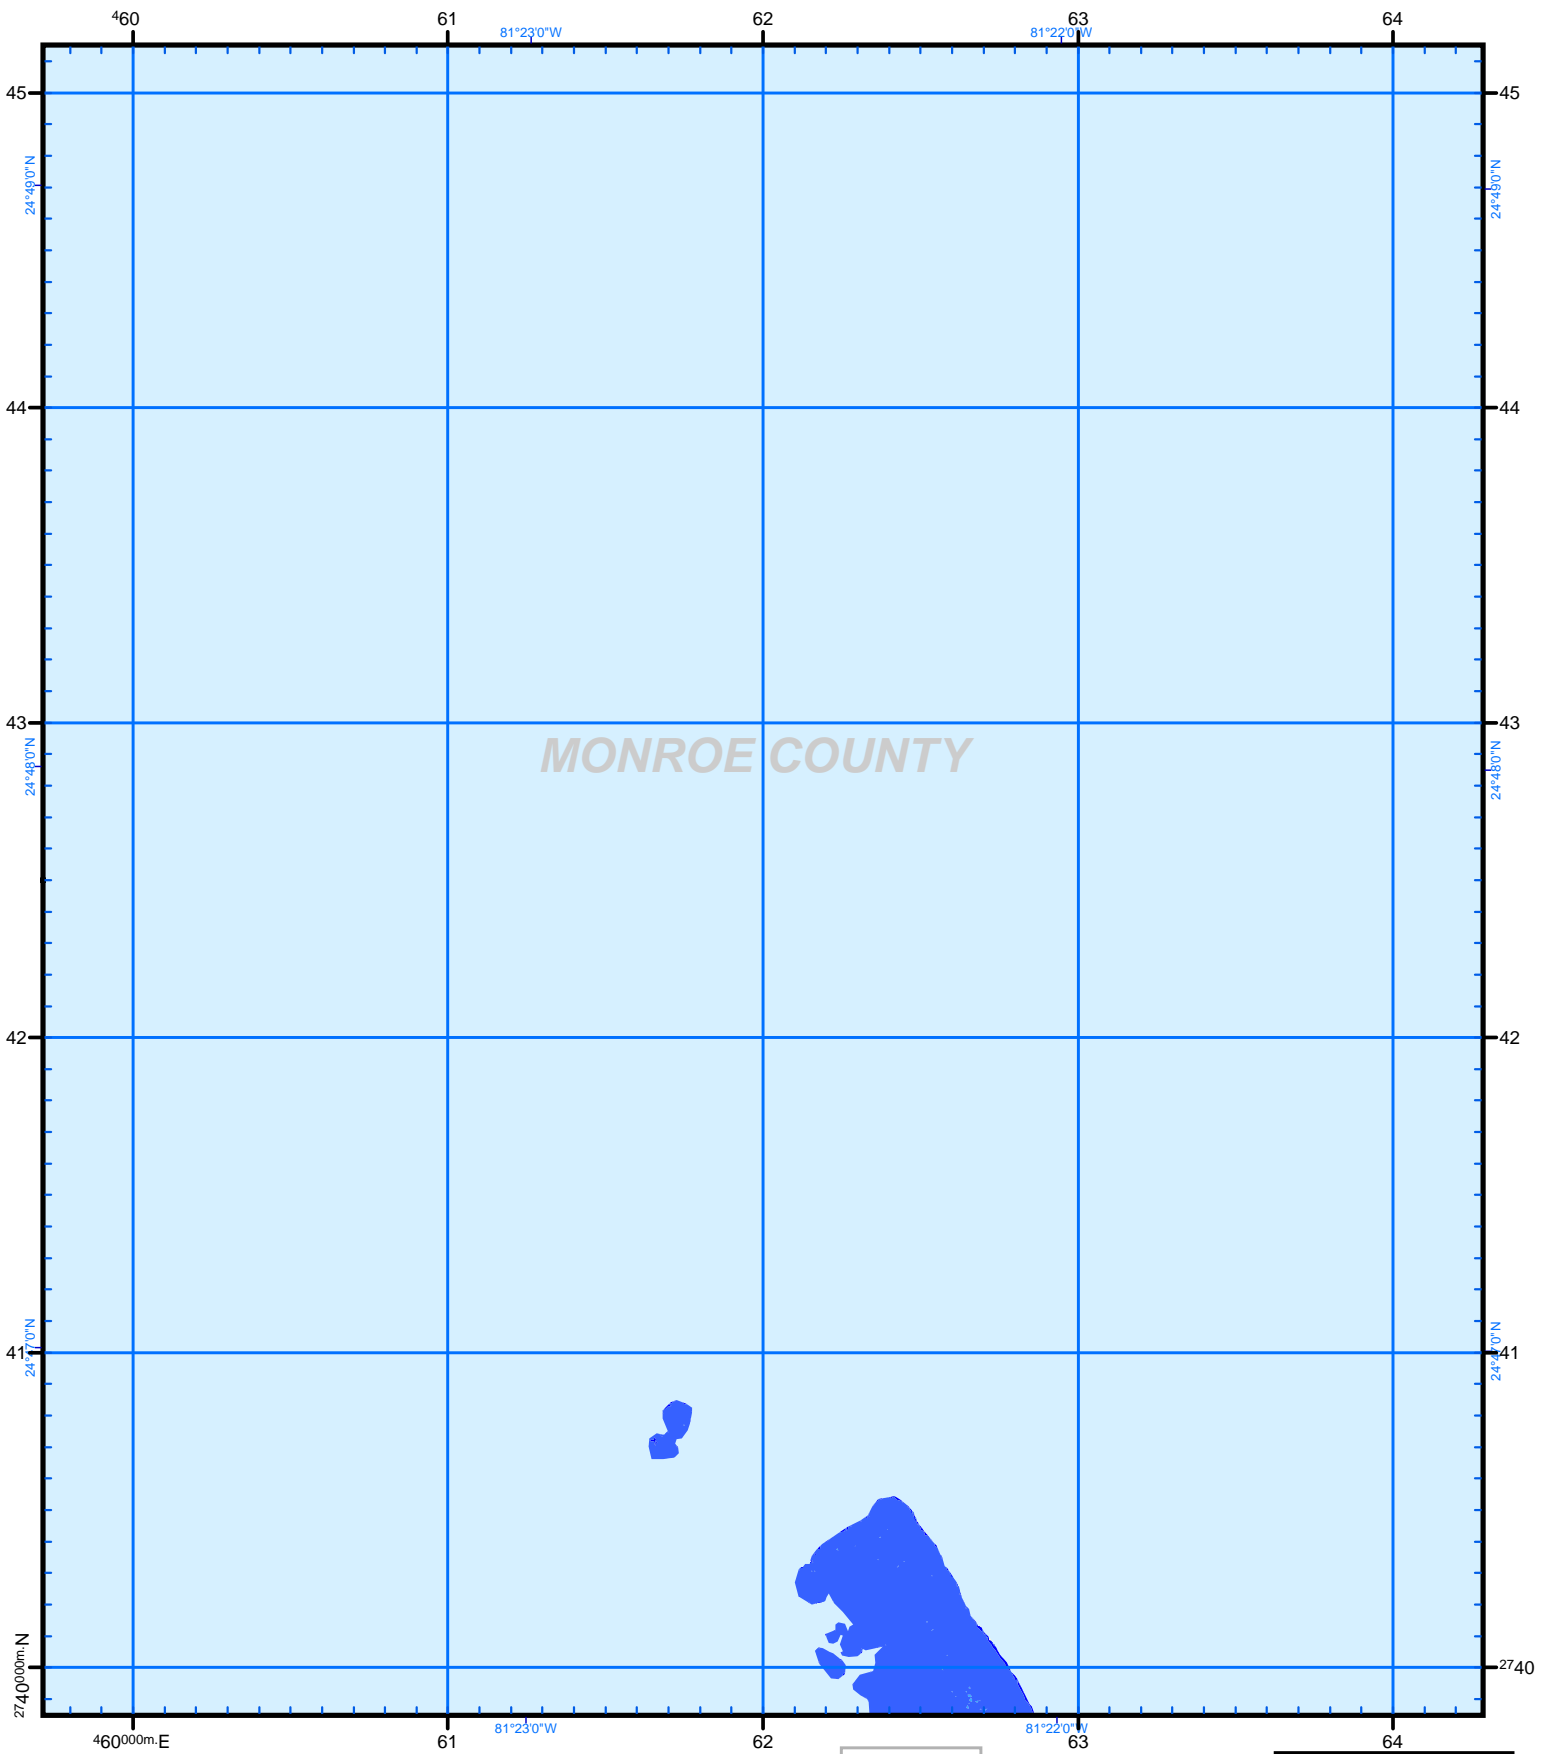 ⁴60 61 62 63 64
81°23'0"W 81°22'0"W
45 45
24°49'0"N 24°49'0"N
44 44
43 43
MONROE COUNTY
24°48'0"N 24°48'0"N
42 42
24°47'0"N 24°47'0"N
41 41
2740000m.N 2740
81°23'0"W 81°22'0"W
460000m.E 61 62 63 64